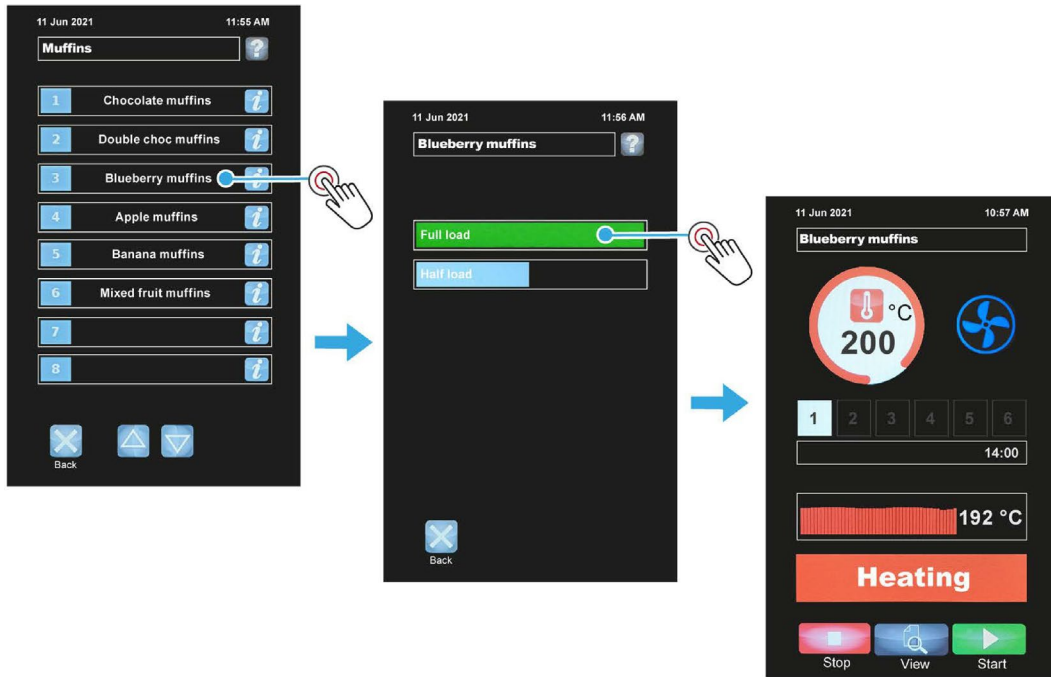 11 Jun 2021 11:55 AM
Muffins ?
1 Chocolate muffins i
2 Double choc muffins i
3 Blueberry muffins i
4 Apple muffins i
5 Banana muffins i
6 Mixed fruit muffins i
7 i
8 i
Back
11 Jun 2021 11:56 AM
Blueberry muffins ?
Full load
Half load
Back
11 Jun 2021 10:57 AM
Blueberry muffins
°C
200
1 2 3 4 5 6
14:00
192 °C
Heating
Stop View Start